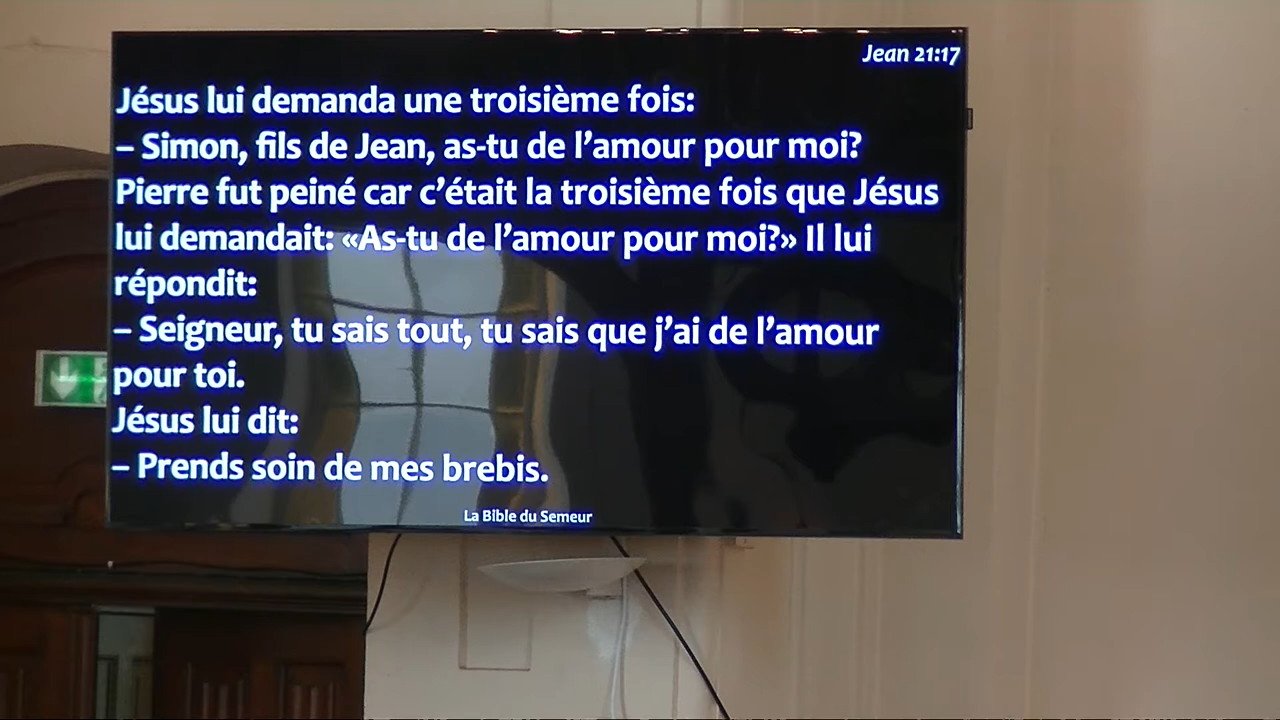 Jean 21:17
Jésus lui demanda une troisième fois:
– Simon, fils de Jean, as-tu de l’amour pour moi?
Pierre fut peiné car c’était la troisième fois que Jésus
lui demandait: «As-tu de l’amour pour moi?» Il lui
répondit:
– Seigneur, tu sais tout, tu sais que j’ai de l’amour
pour toi.
Jésus lui dit:
– Prends soin de mes brebis.
La Bible du Semeur